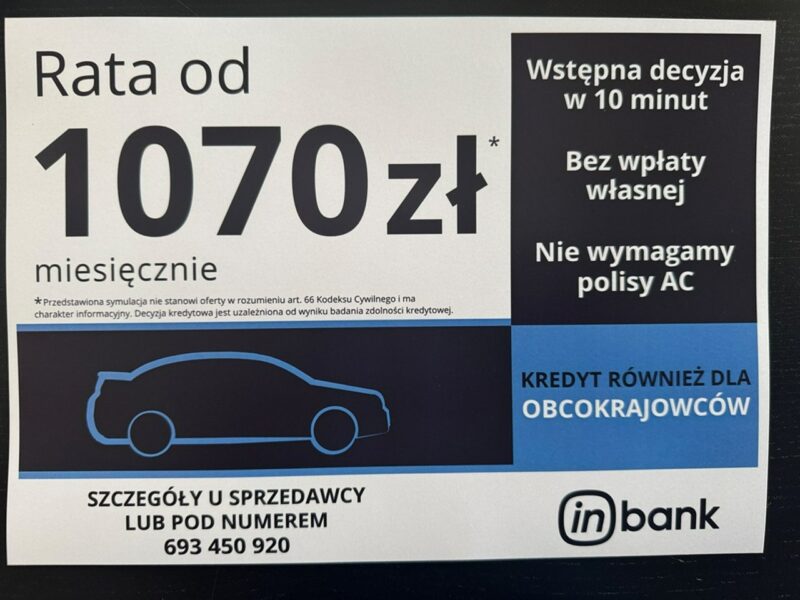 Rata od
1070 zł*
miesięcznie
*Przedstawiona symulacja nie stanowi oferty w rozumieniu art. 66 Kodeksu Cywilnego i ma
charakter informacyjny. Decyzja kredytowa jest uzależniona od wyniku badania zdolności kredytowej.
Wstępna decyzja
w 10 minut
Bez wpłaty
własnej
Nie wymagamy
polisy AC
KREDYT RÓWNIEŻ DLA
OBCOKRAJOWCÓW
SZCZEGÓŁY U SPRZEDAWCY
LUB POD NUMEREM
693 450 920
inbank